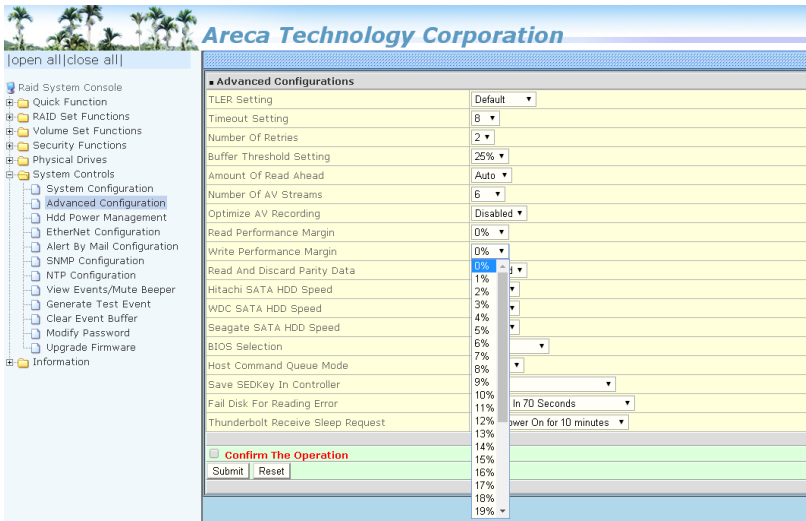 Areca Technology Corporation
|open all|close all|
Raid System Console
Quick Function
RAID Set Functions
Volume Set Functions
Security Functions
Physical Drives
System Controls
System Configuration
Advanced Configuration
Hdd Power Management
EtherNet Configuration
Alert By Mail Configuration
SNMP Configuration
NTP Configuration
View Events/Mute Beeper
Generate Test Event
Clear Event Buffer
Modify Password
Upgrade Firmware
Information
Advanced Configurations
TLER Setting Default
Timeout Setting 8
Number Of Retries 2
Buffer Threshold Setting 25%
Amount Of Read Ahead Auto
Number Of AV Streams 6
Optimize AV Recording Disabled
Read Performance Margin 0%
Write Performance Margin 0%
Read And Discard Parity Data
Hitachi SATA HDD Speed
WDC SATA HDD Speed
Seagate SATA HDD Speed
BIOS Selection
Host Command Queue Mode
Save SEDKey In Controller
Fail Disk For Reading Error In 70 Seconds
Thunderbolt Receive Sleep Request On for 10 minutes
0%
1%
2%
3%
4%
5%
6%
7%
8%
9%
10%
11%
12%
13%
14%
15%
16%
17%
18%
19%
Confirm The Operation
Submit Reset